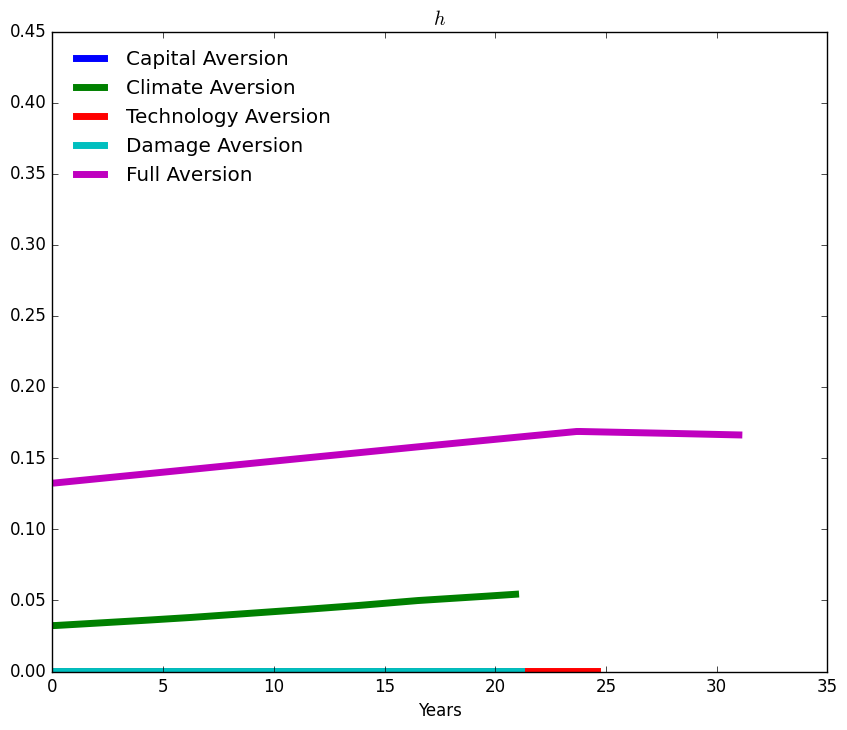 h
0.45
0.40
0.35
0.30
0.25
0.20
0.15
0.10
0.05
0.00
Capital Aversion
Climate Aversion
Technology Aversion
Damage Aversion
Full Aversion
0 5 10 15 20 25 30 35
Years